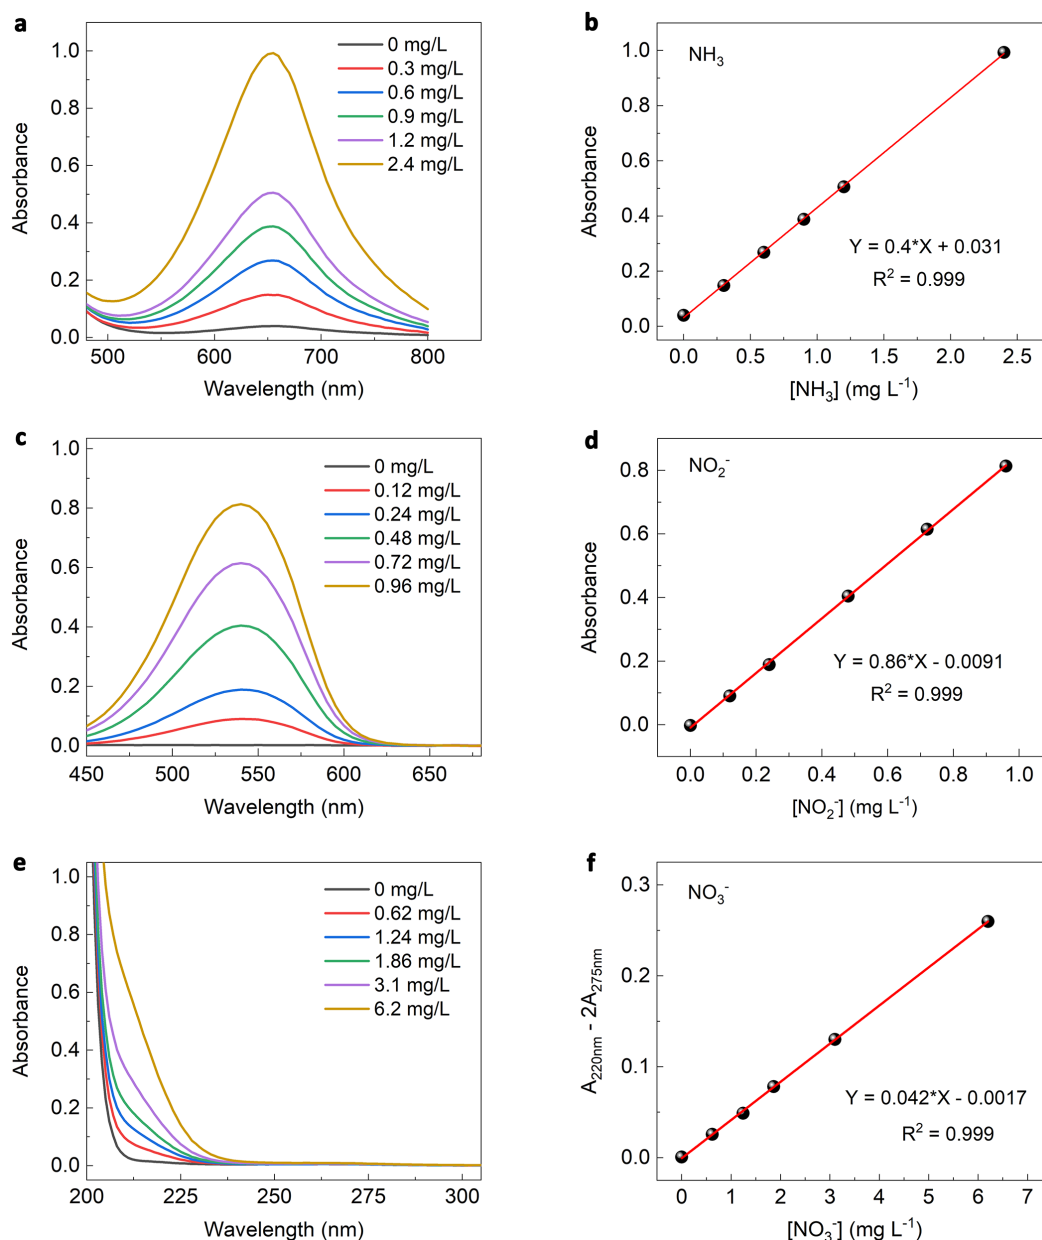 a
1.0
0.8
0.6
0.4
0.2
0.0
Absorbance
500 600 700 800
Wavelength (nm)
0 mg/L
0.3 mg/L
0.6 mg/L
0.9 mg/L
1.2 mg/L
2.4 mg/L
b
1.0
0.8
0.6
0.4
0.2
0.0
Absorbance
NH₃
Y = 0.4*X + 0.031
R² = 0.999
0.0 0.5 1.0 1.5 2.0 2.5
[NH₃] (mg L⁻¹)
c
1.0
0.8
0.6
0.4
0.2
0.0
Absorbance
450 500 550 600 650
Wavelength (nm)
0 mg/L
0.12 mg/L
0.24 mg/L
0.48 mg/L
0.72 mg/L
0.96 mg/L
d
0.8
0.6
0.4
0.2
0.0
Absorbance
NO₂⁻
Y = 0.86*X - 0.0091
R² = 0.999
0.0 0.2 0.4 0.6 0.8 1.0
[NO₂⁻] (mg L⁻¹)
e
1.0
0.8
0.6
0.4
0.2
0.0
Absorbance
200 225 250 275 300
Wavelength (nm)
0 mg/L
0.62 mg/L
1.24 mg/L
1.86 mg/L
3.1 mg/L
6.2 mg/L
f
0.3
0.2
0.1
0.0
A₂₂₀ₙₘ - 2A₂₇₅ₙₘ
NO₃⁻
Y = 0.042*X - 0.0017
R² = 0.999
0 1 2 3 4 5 6 7
[NO₃⁻] (mg L⁻¹)